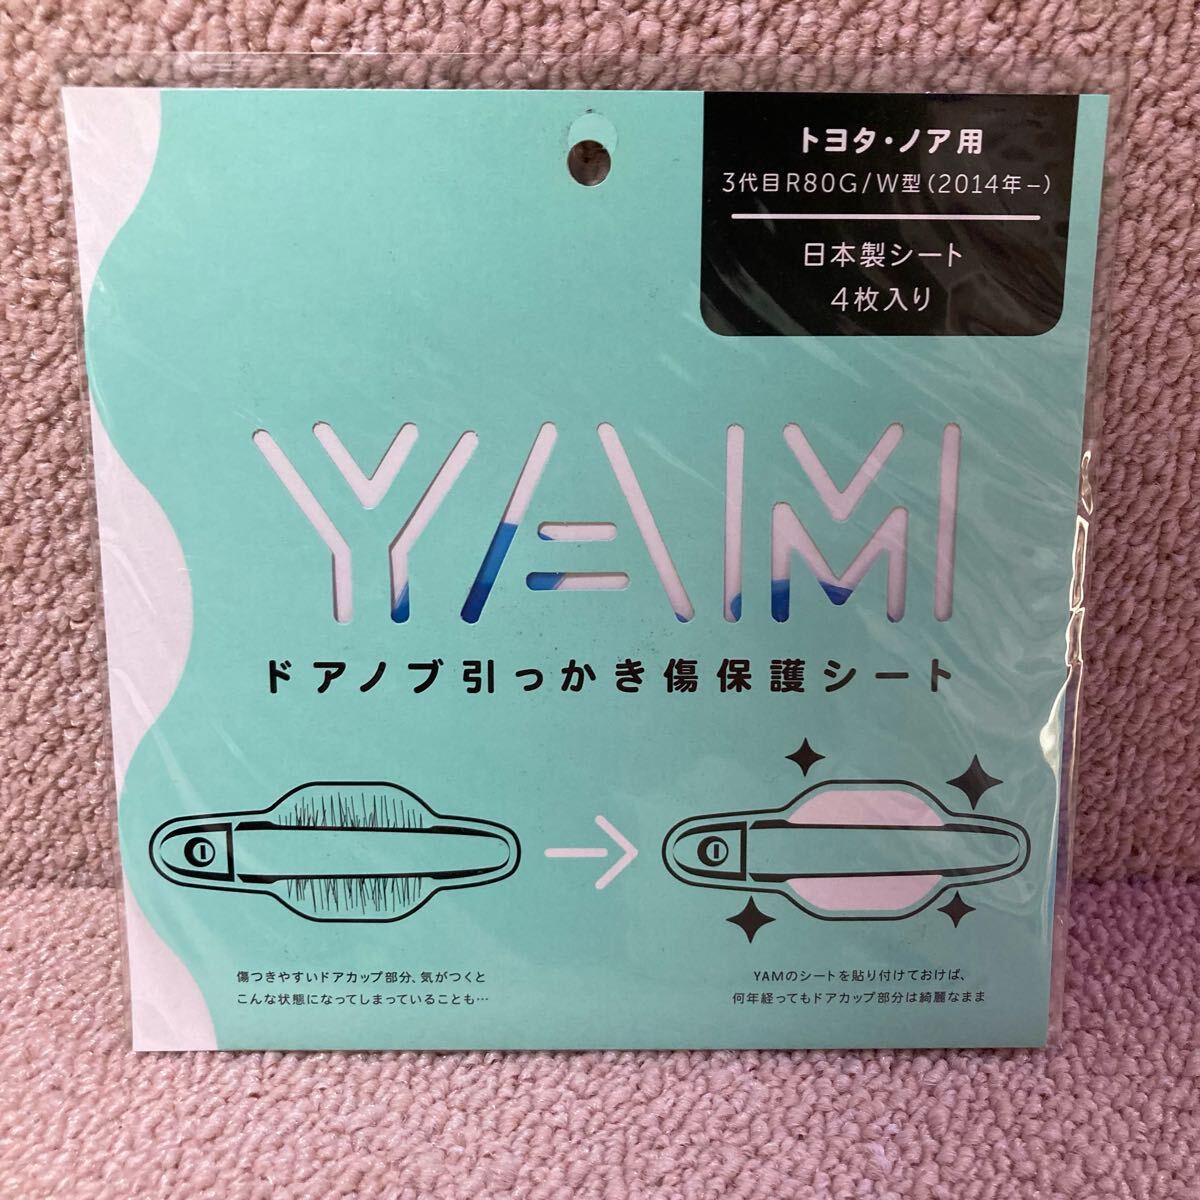 トヨタ・ノア用
3代目R80G/W型(2014年−)
日本製シート
4枚入り
YAM
ドアノブ引っかき傷保護シート
傷つきやすいドアカップ部分、気がつくと
こんな状態になってしまっていることも…
YAMのシートを貼り付けておけば、
何年経ってもドアカップ部分は綺麗なまま